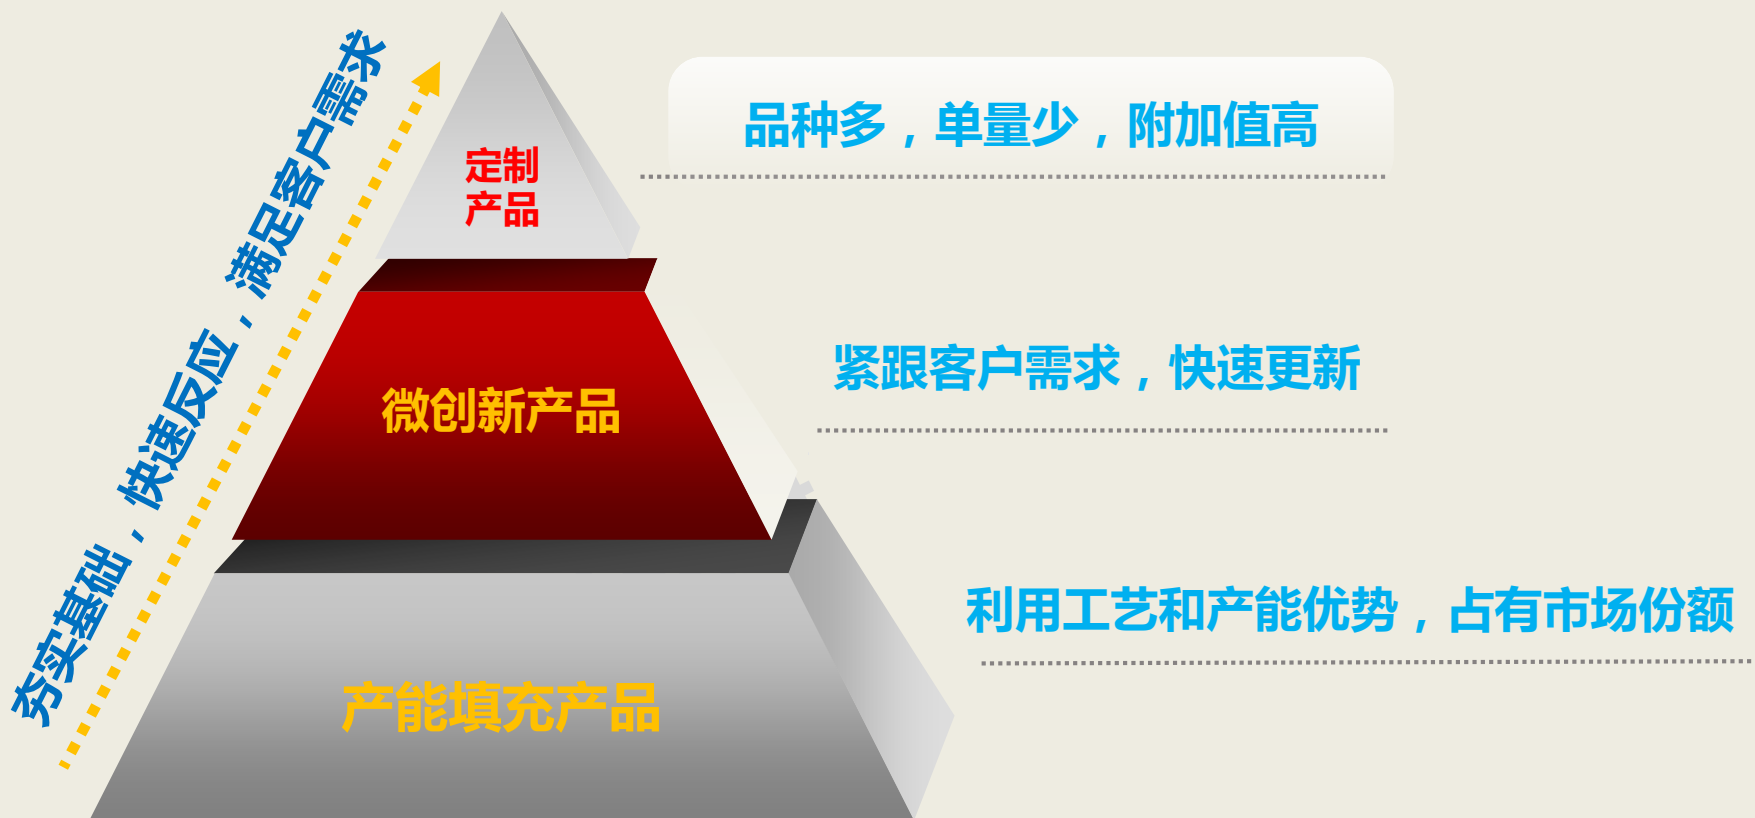 夯实基础，快速反应，满足客户需求
定制
产品
品种多，单量少，附加值高
微创新产品
紧跟客户需求，快速更新
产能填充产品
利用工艺和产能优势，占有市场份额